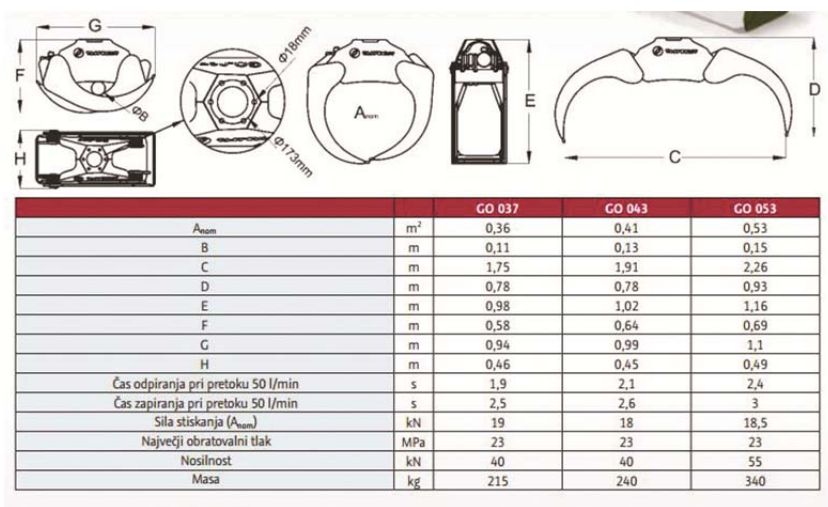 G
Φ18mm
F
ΦB
A nom
E
D
H
Φ173mm
C
GO 037 GO 043 GO 053
Anom m² 0,36 0,41 0,53
B m 0,11 0,13 0,15
C m 1,75 1,91 2,26
D m 0,78 0,78 0,93
E m 0,98 1,02 1,16
F m 0,58 0,64 0,69
G m 0,94 0,99 1,1
H m 0,46 0,45 0,49
Čas odpiranja pri pretoku 50 l/min s 1,9 2,1 2,4
Čas zapiranja pri pretoku 50 l/min s 2,5 2,6 3
Sila stiskanja (Anom) kN 19 18 18,5
Največji obratovalni tlak MPa 23 23 23
Nosilnost kN 40 40 55
Masa kg 215 240 340